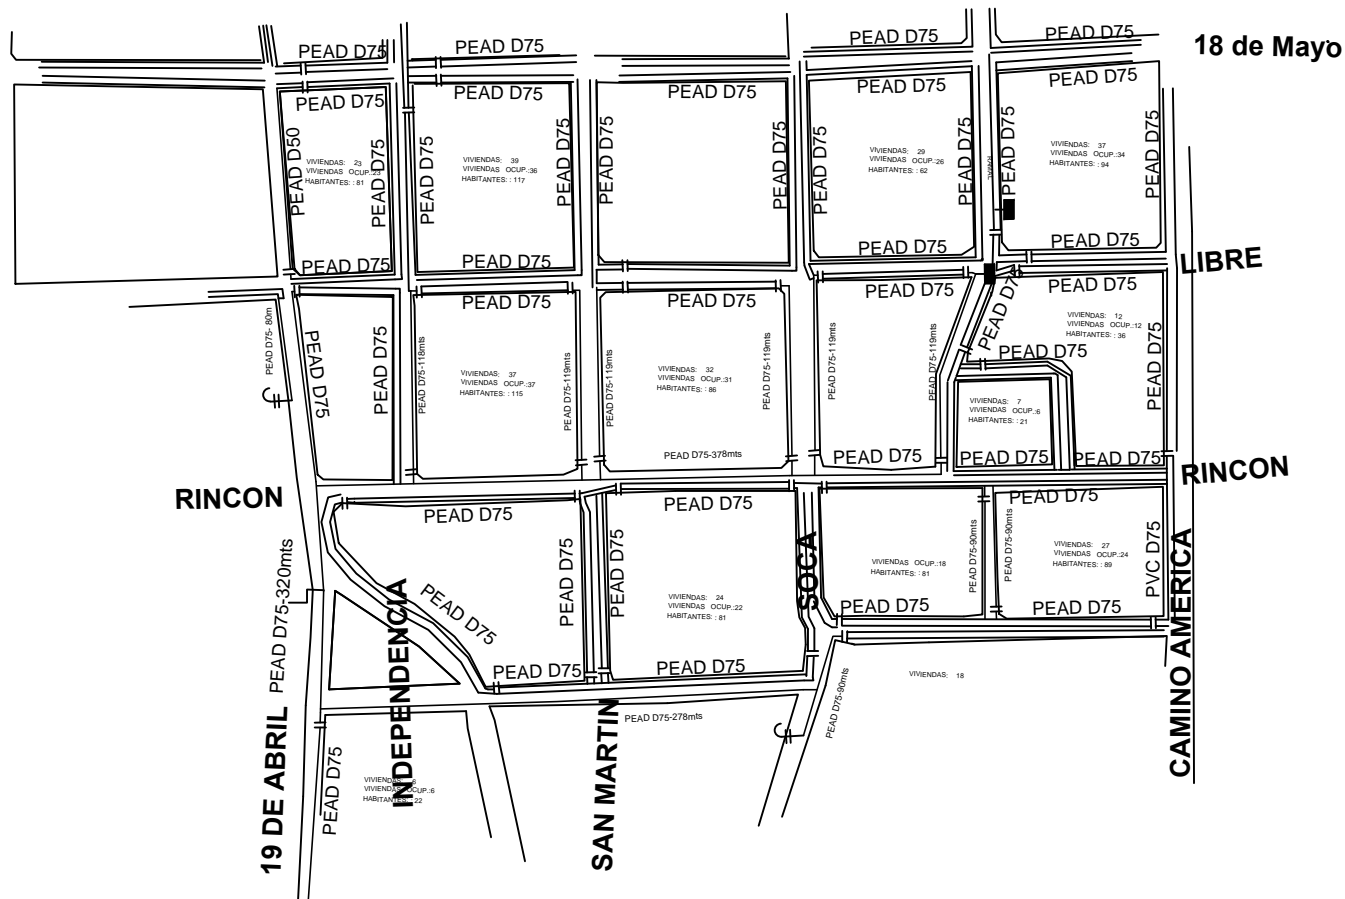 PEAD D75
PEAD D75
PEAD D75
PEAD D75
18 de Mayo
PEAD D75
PEAD D75
PEAD D75
PEAD D75
PEAD D75
PEAD D50
PEAD D75
PEAD D75
PEAD D75
PEAD D75
PEAD D75
PEAD D75
PEAD D75
PEAD D75
VIVIENDAS: 23
VIVIENDAS OCUP.:23
HABITANTES: : 81
VIVIENDAS: 39
VIVIENDAS OCUP.:36
HABITANTES: : 117
VIVIENDAS: 29
VIVIENDAS OCUP.:26
HABITANTES: : 62
VIVIENDAS: 37
VIVIENDAS OCUP.:34
HABITANTES: : 94
PEAD D75
PEAD D75
PEAD D75
PEAD D75
LIBRE
PEAD D75
PEAD D75
PEAD D75
PEAD D75
PEAD D75
PEAD D75- 80m
PEAD D75
PEAD D75
PEAD D75-118mts
PEAD D75-119mts
PEAD D75-119mts
PEAD D75-119mts
PEAD D75-119mts
PEAD D75-119mts
PEAD D75
VIVIENDAS: 12
VIVIENDAS OCUP.:12
HABITANTES: : 36
PEAD D75
VIVIENDAS: 37
VIVIENDAS OCUP.:37
HABITANTES: : 115
VIVIENDAS: 32
VIVIENDAS OCUP.:31
HABITANTES: : 86
VIVIENDAS: 7
VIVIENDAS OCUP.:6
HABITANTES: : 21
PEAD D75-378mts
PEAD D75
PEAD D75
PEAD D75
RINCON
RINCON
PEAD D75
PEAD D75
PEAD D75
PEAD D75
PEAD D75
SOCA
PEAD D75-90mts
PEAD D75-90mts
PVC D75
CAMINO AMERICA
VIVIENDAS OCUP.:18
HABITANTES: : 81
VIVIENDAS: 27
VIVIENDAS OCUP.:24
HABITANTES: : 89
PEAD D75-320mts
INDEPENDENCIA
PEAD D75
VIVIENDAS: 24
VIVIENDAS OCUP.:22
HABITANTES: : 81
PEAD D75
PEAD D75
PEAD D75
PEAD D75
VIVIENDAS: 18
PEAD D75-90mts
PEAD D75-278mts
19 DE ABRIL
SAN MARTIN
PEAD D75
VIVIENDAS: 6
VIVIENDAS OCUP.:6
HABITANTES: : 22